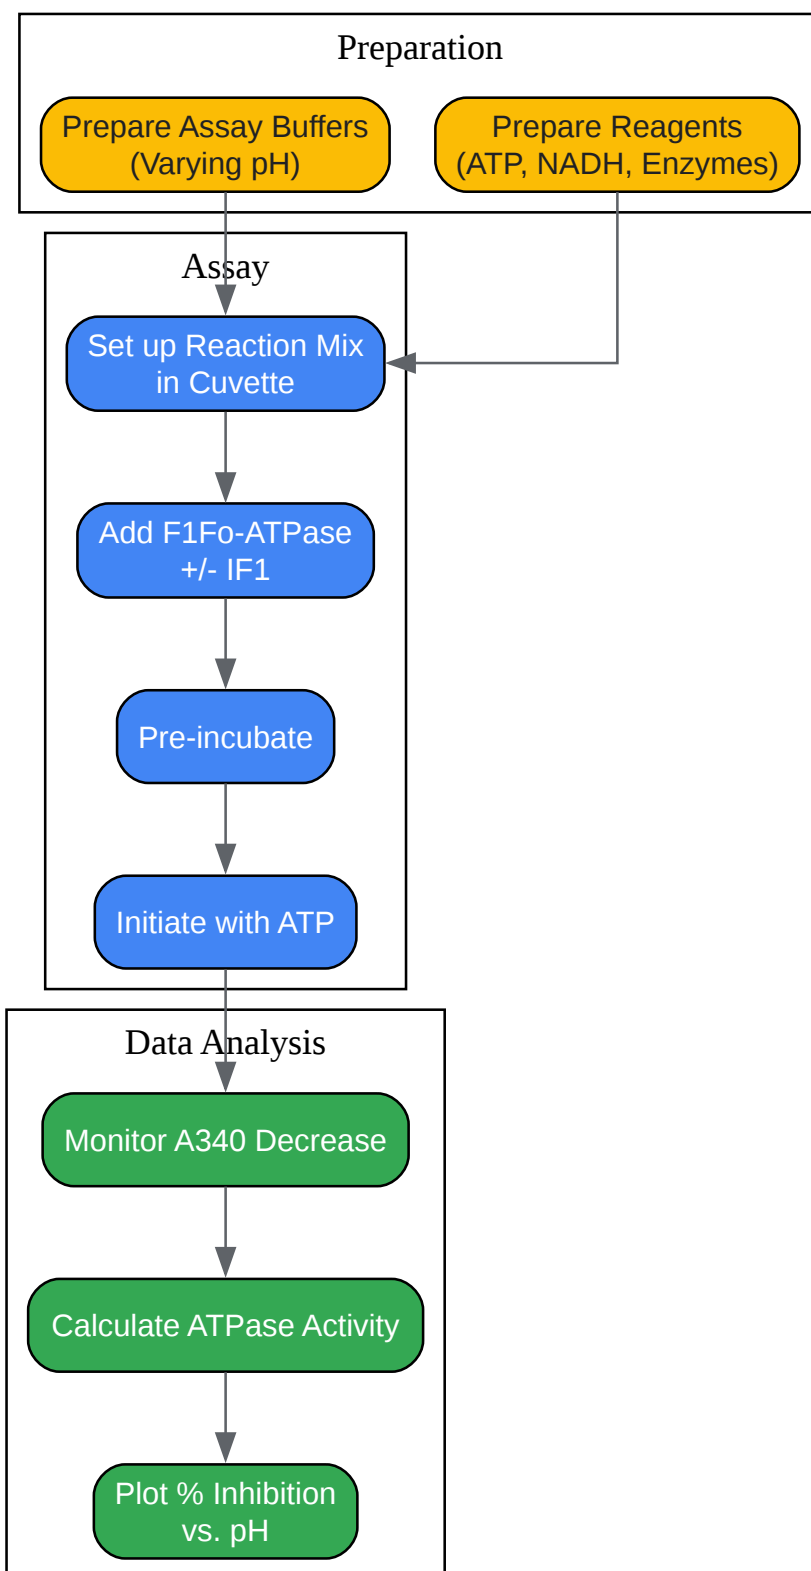 Preparation
Prepare Assay Buffers
(Varying pH)
Prepare Reagents
(ATP, NADH, Enzymes)
Assay
Set up Reaction Mix
in Cuvette
Add F1Fo-ATPase
+/- IF1
Pre-incubate
Initiate with ATP
Data Analysis
Monitor A340 Decrease
Calculate ATPase Activity
Plot % Inhibition
vs. pH